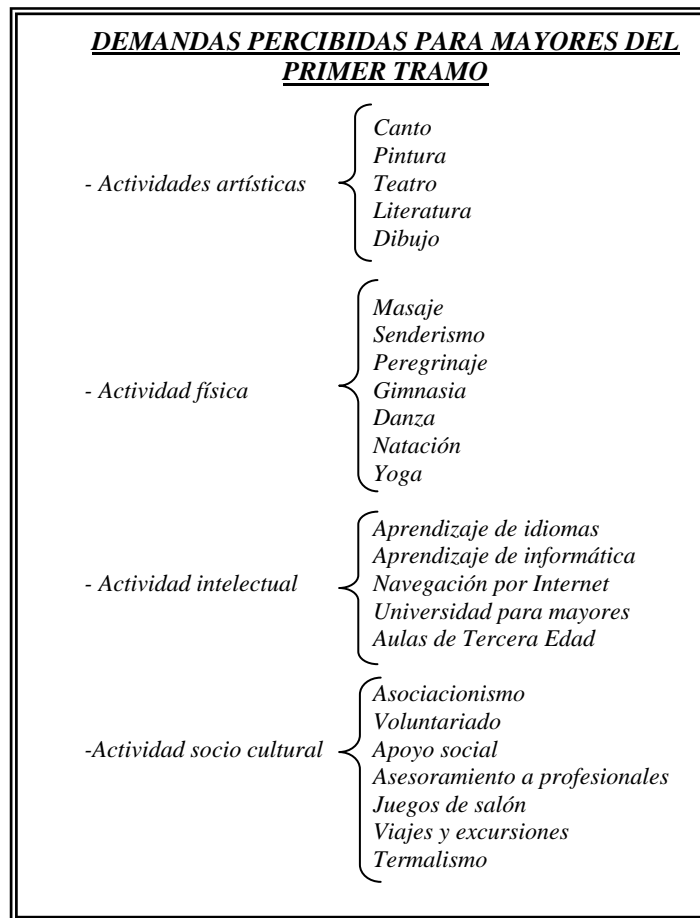 DEMANDAS PERCIBIDAS PARA MAYORES DEL
PRIMER TRAMO
- Actividades artísticas
Canto
Pintura
Teatro
Literatura
Dibujo
- Actividad física
Masaje
Senderismo
Peregrinaje
Gimnasia
Danza
Natación
Yoga
- Actividad intelectual
Aprendizaje de idiomas
Aprendizaje de informática
Navegación por Internet
Universidad para mayores
Aulas de Tercera Edad
-Actividad socio cultural
Asociacionismo
Voluntariado
Apoyo social
Asesoramiento a profesionales
Juegos de salón
Viajes y excursiones
Termalismo